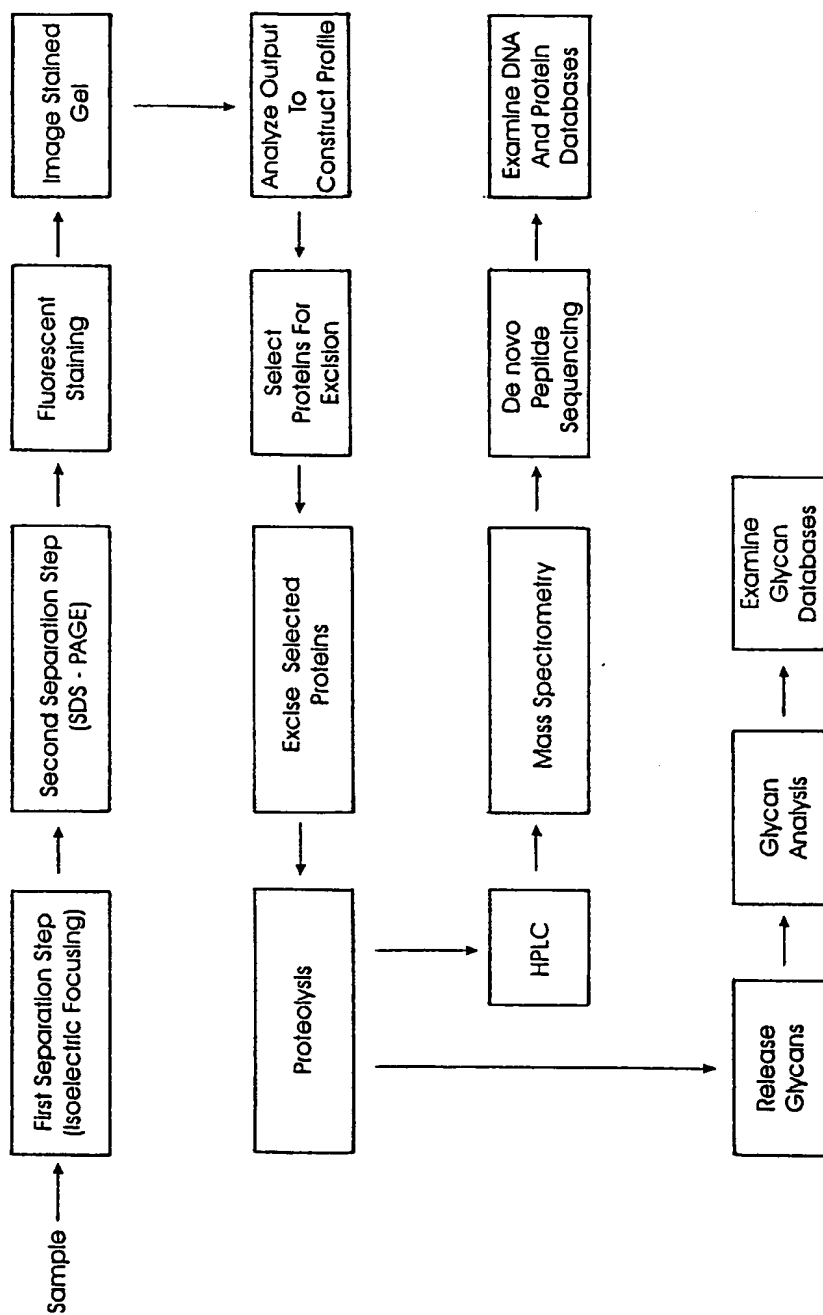 Sample
First Separation Step
(Isoelectric Focusing)
Second Separation Step
(SDS - PAGE)
Fluorescent
Staining
Image Stained
Gel
Analyze Output
To
Construct Profile
Select
Proteins For
Excision
Excise Selected
Proteins
Proteolysis
HPLC
Mass Spectrometry
De novo
Peptide
Sequencing
Examine DNA
And Protein
Databases
Release
Glycans
Glycan
Analysis
Examine
Glycan
Databases